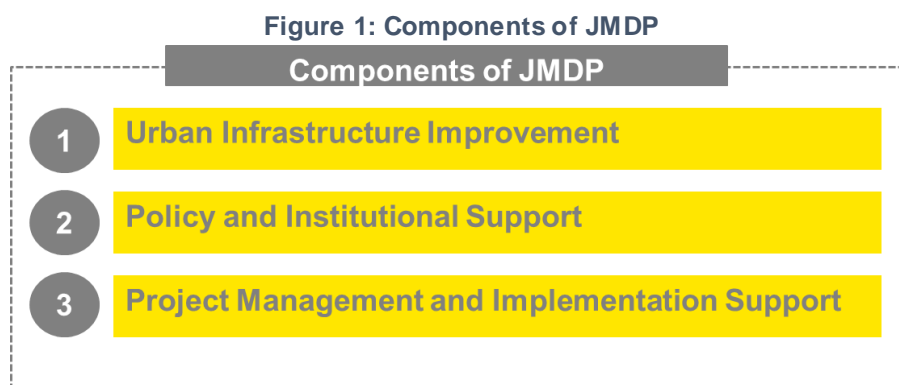 Figure 1: Components of JMDP
Components of JMDP
1 Urban Infrastructure Improvement
2 Policy and Institutional Support
3 Project Management and Implementation Support